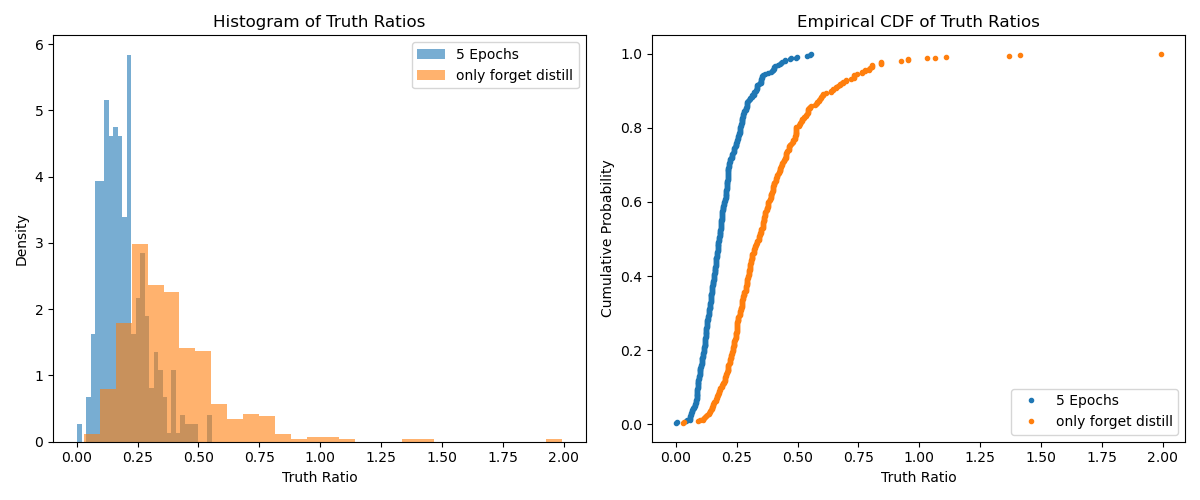 Histogram of Truth Ratios
6
5
4
3
2
1
0
Density
0.00 0.25 0.50 0.75 1.00 1.25 1.50 1.75 2.00
Truth Ratio
5 Epochs
only forget distill
Empirical CDF of Truth Ratios
1.0
0.8
0.6
0.4
0.2
0.0
Cumulative Probability
0.00 0.25 0.50 0.75 1.00 1.25 1.50 1.75 2.00
Truth Ratio
5 Epochs
only forget distill